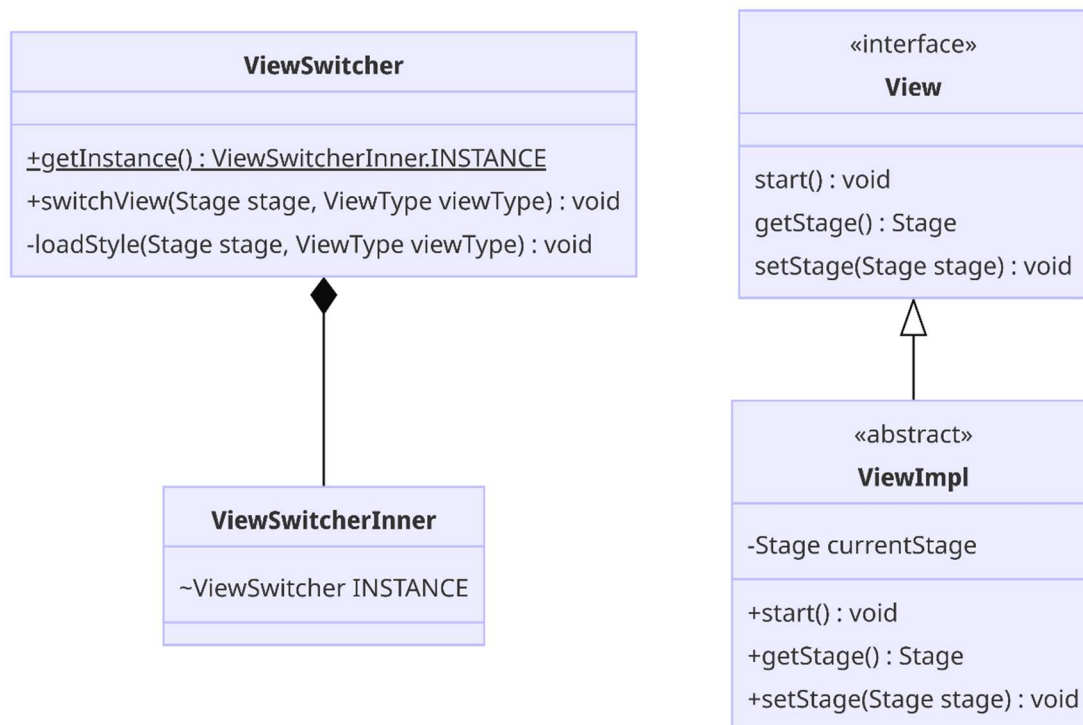 ViewSwitcher
+getInstance() : ViewSwitcherInner.INSTANCE
+switchView(Stage stage, ViewType viewType) : void
-loadStyle(Stage stage, ViewType viewType) : void
ViewSwitcherInner
~ViewSwitcher INSTANCE
«interface»
View
start() : void
getStage() : Stage
setStage(Stage stage) : void
«abstract»
ViewImpl
-Stage currentStage
+start() : void
+getStage() : Stage
+setStage(Stage stage) : void